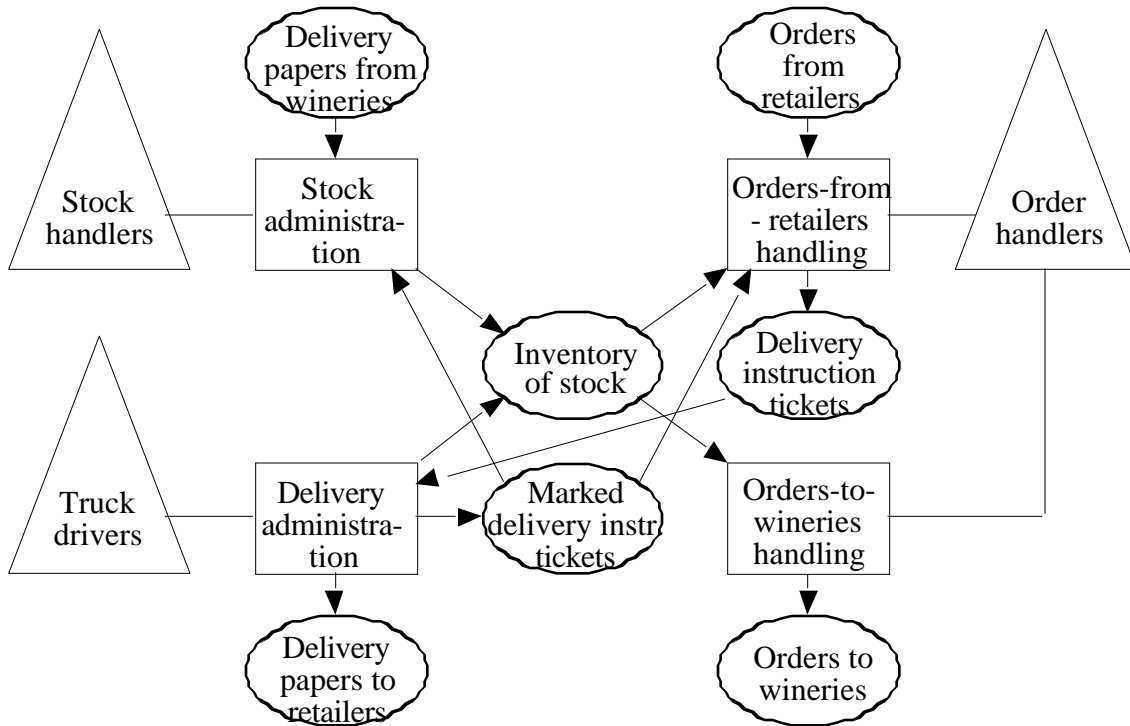 Delivery
papers from
wineries
Orders
from
retailers
Stock
handlers
Stock
administra-
tion
Orders-from
- retailers
handling
Order
handlers
Inventory
of stock
Delivery
instruction
tickets
Truck
drivers
Delivery
administra-
tion
Marked
delivery instr.
tickets
Orders-to-
wineries
handling
Delivery
papers to
retailers
Orders to
wineries